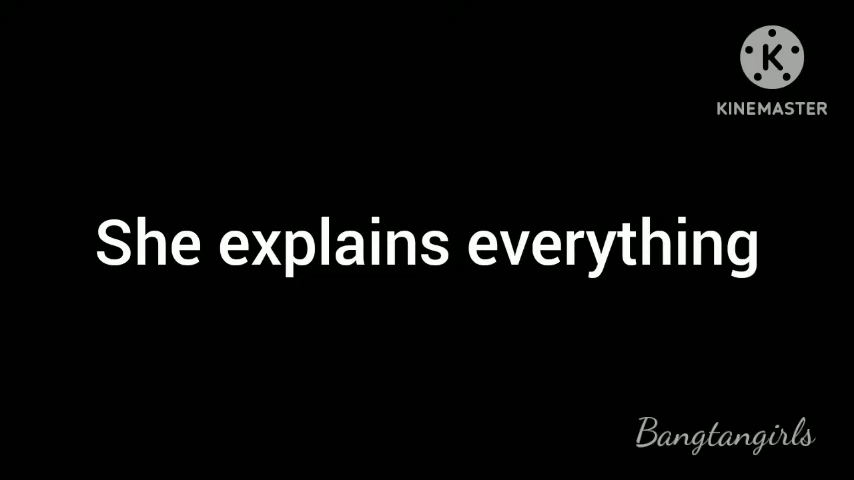 K
KINEMASTER
She explains everything
Bangtangirls